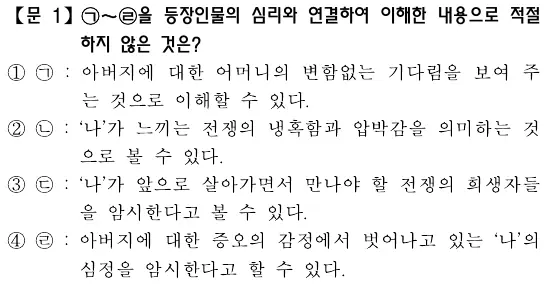 【문 1】㉠～㉣을 등장인물의 심리와 연결하여 이해한 내용으로 적절
하지 않은 것은?
① ㉠ : 아버지에 대한 어머니의 변함없는 기다림을 보여 주
는 것으로 이해할 수 있다.
② ㉡ : ‘나’가 느끼는 전쟁의 냉혹함과 압박감을 의미하는 것
으로 볼 수 있다.
③ ㉢ : ‘나’가 앞으로 살아가면서 만나야 할 전쟁의 희생자들
을 암시한다고 볼 수 있다.
④ ㉣ : 아버지에 대한 증오의 감정에서 벗어나고 있는 ‘나’의
심정을 암시한다고 할 수 있다.